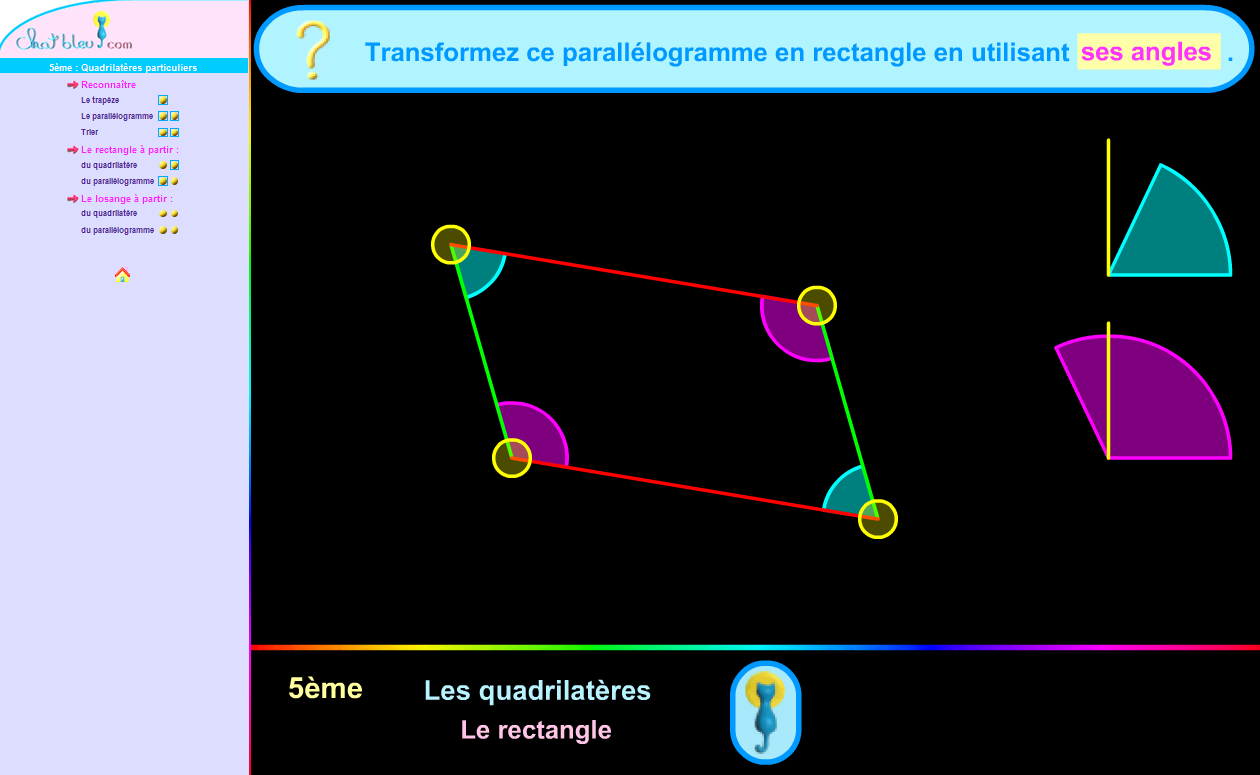 Chat bleu .com
5ème : Quadrilatères particuliers
Reconnaître
Le trapèze
Le parallélogramme
Trier
Le rectangle à partir :
du quadrilatère
du parallélogramme
Le losange à partir :
du quadrilatère
du parallélogramme
?
Transformez ce parallélogramme en rectangle en utilisant ses angles .
5ème
Les quadrilatères
Le rectangle